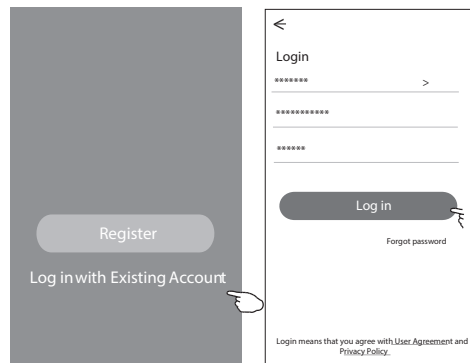 Register
Log in with Existing Account
Login
*******
>
***********
******
Log in
Forgot password
Login means that you agree with User Agreement and
Privacy Policy